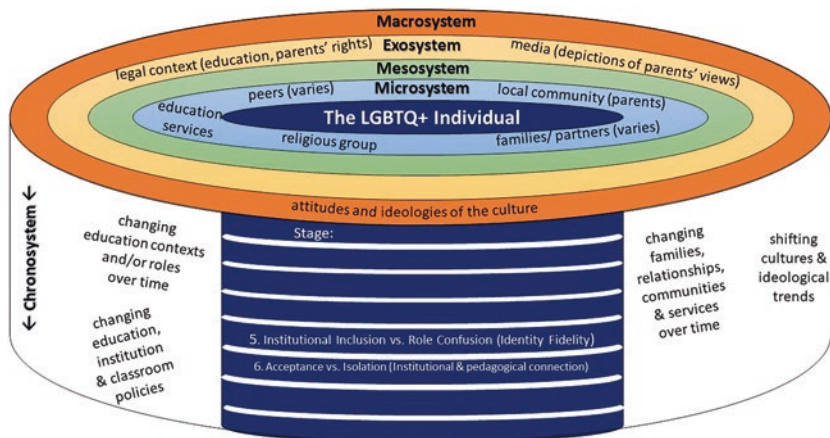 Macrosystem
legal context (education, parents' rights)
Exosystem
media (depictions of parents' views)
Mesosystem
peers (varies)
Microsystem
local community (parents)
education
services
The LGBTQ+ Individual
religious group
families/ partners (varies)
attitudes and ideologies of the culture
← Chronosystem →
changing
education contexts
and/or roles
over time
changing
education,
institution
& classroom
policies
Stage:
5. Institutional Inclusion vs. Role Confusion (Identity Fidelity)
6. Acceptance vs. Isolation (Institutional & pedagogical connection)
changing
families,
relationships,
communities
& services
over time
shifting
cultures &
ideological
trends